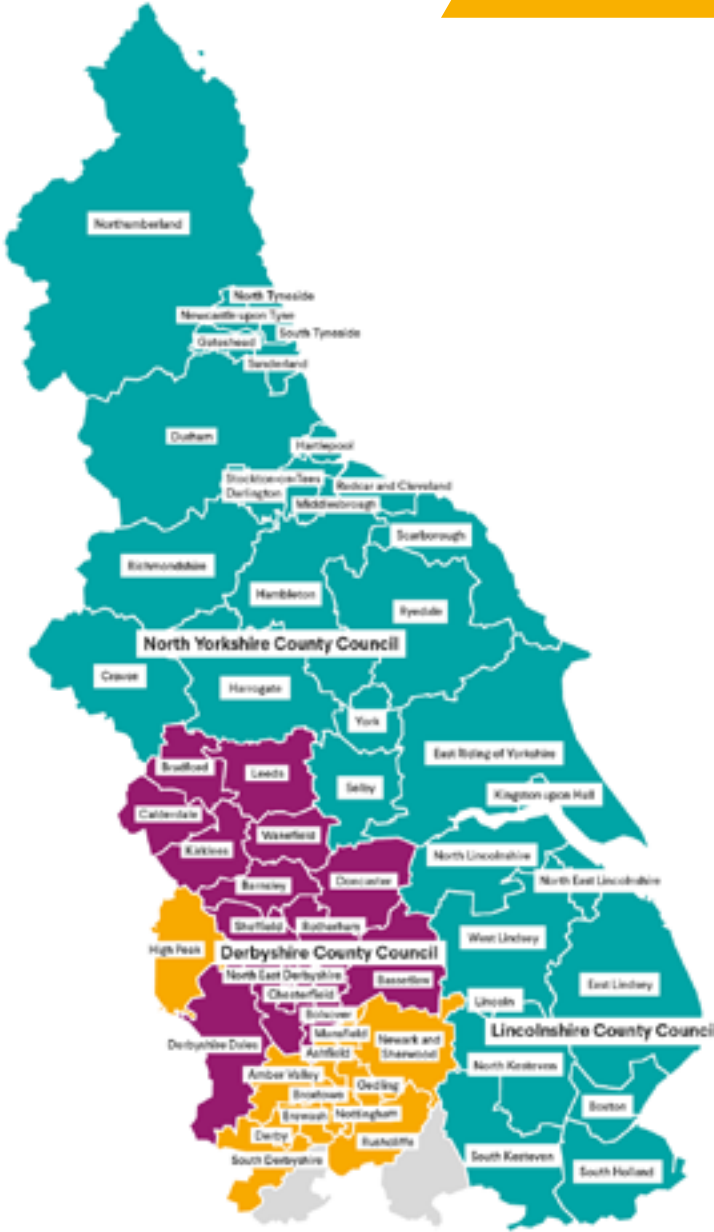 Northumberland
North Tyneside
Newcastle upon Tyne
South Tyneside
Gateshead
Sunderland
Durham
Hartlepool
Stockton-on-Tees
Redcar and Cleveland
Darlington
Middlesbrough
Scarborough
Richmondshire
Hambleton
Ryedale
North Yorkshire County Council
Craven
Harrogate
York
East Riding of Yorkshire
Bradford
Leeds
Selby
Kingston upon Hull
Calderdale
Wakefield
Kirklees
North Lincolnshire
Barnsley
Doncaster
North East Lincolnshire
Sheffield
Rotherham
West Lindsey
High Peak
Derbyshire County Council
North East Derbyshire
Bassetlaw
East Lindsey
Chesterfield
Lincoln
Bolsover
Lincolnshire County Council
Mansfield
Newark and
Sherwood
Derbyshire Dales
Ashfield
North Kesteven
Amber Valley
Gedling
Broxtowe
Boston
Erewash
Nottingham
Derby
Rushcliffe
South Derbyshire
South Kesteven
South Holland